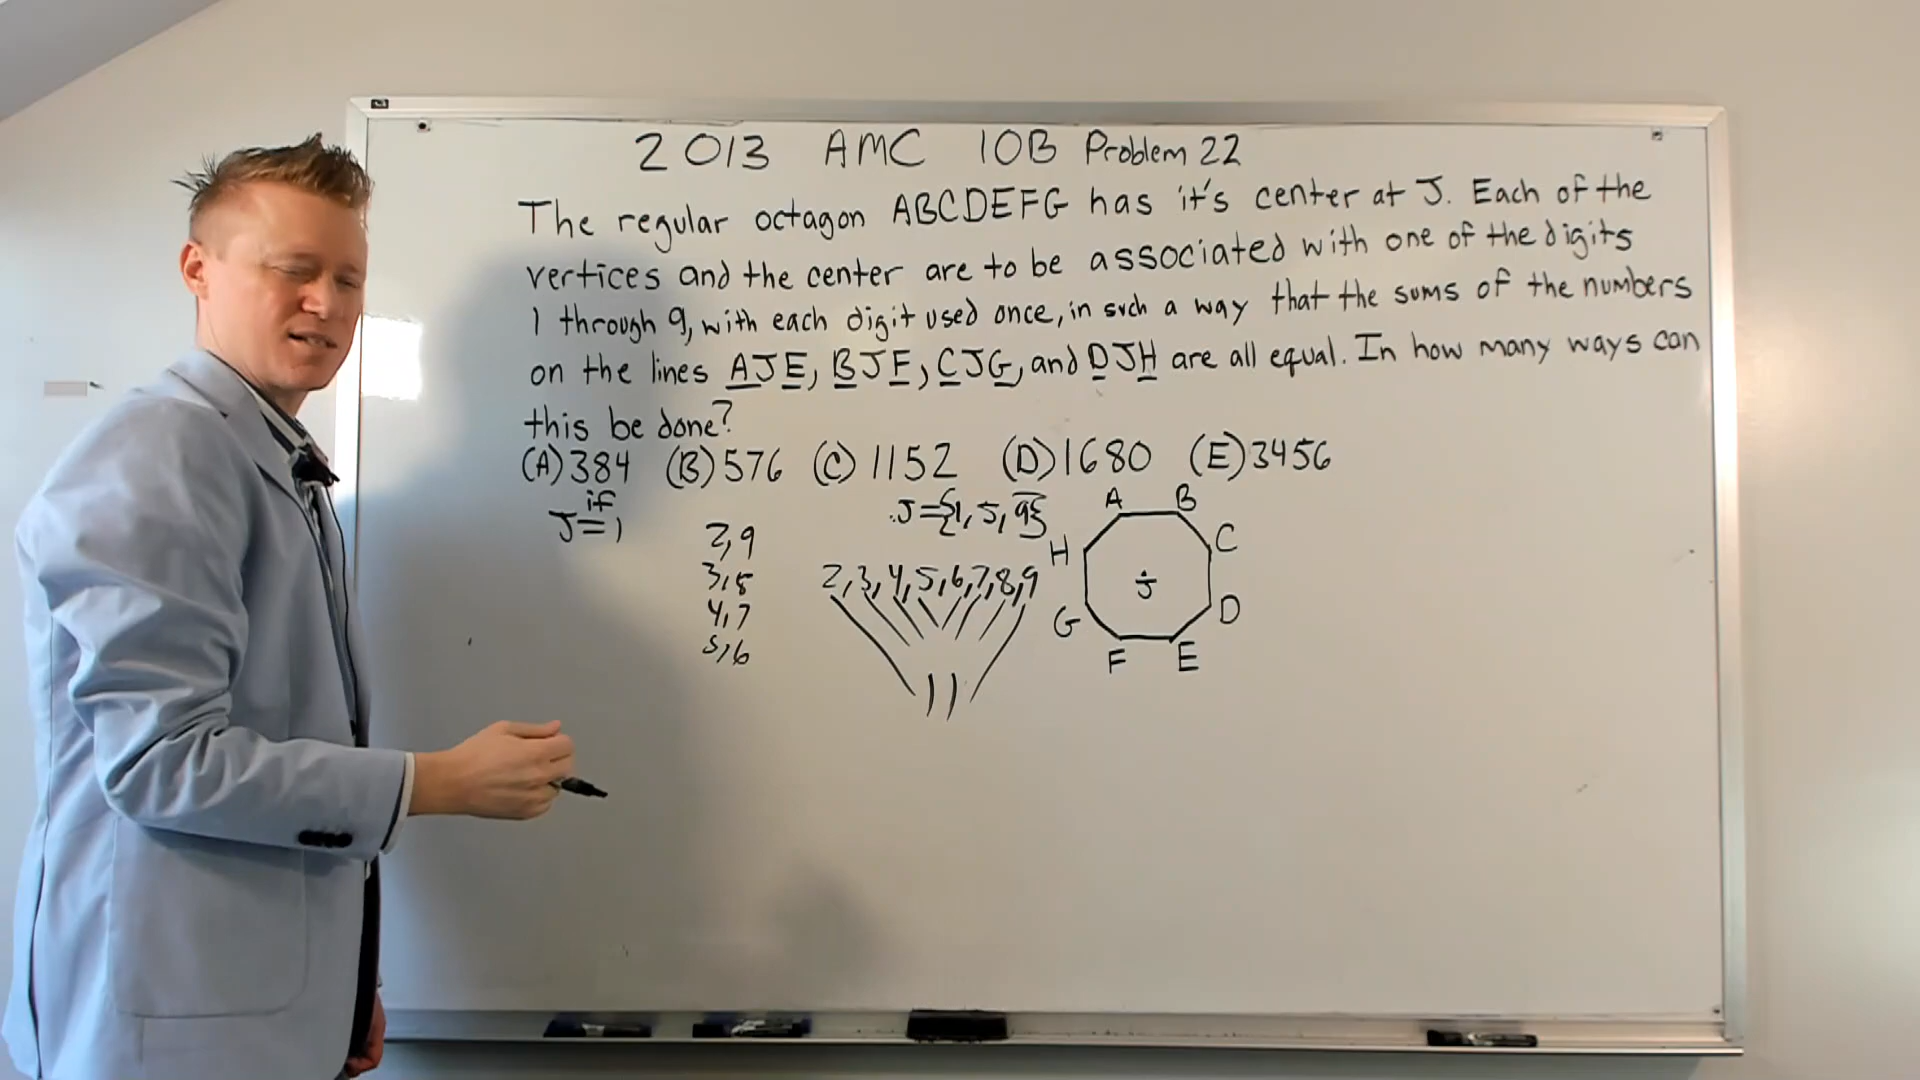 2013 AMC 10B Problem 22
The regular octagon ABCDEFG has it's center at J. Each of the
vertices and the center are to be associated with one of the digits
1 through 9, with each digit used once, in such a way that the sums of the numbers
on the lines AJE, BJF, CJG, and DJH are all equal. In how many ways can
this be done?
(A) 384 (B) 576 (C) 1152 (D) 1680 (E) 3456
if
J=1
2,9
3,8
4,7
5,6
J={1,5,9}
2,3,4,5,6,7,8,9
11
A B
H C
J
G D
F E